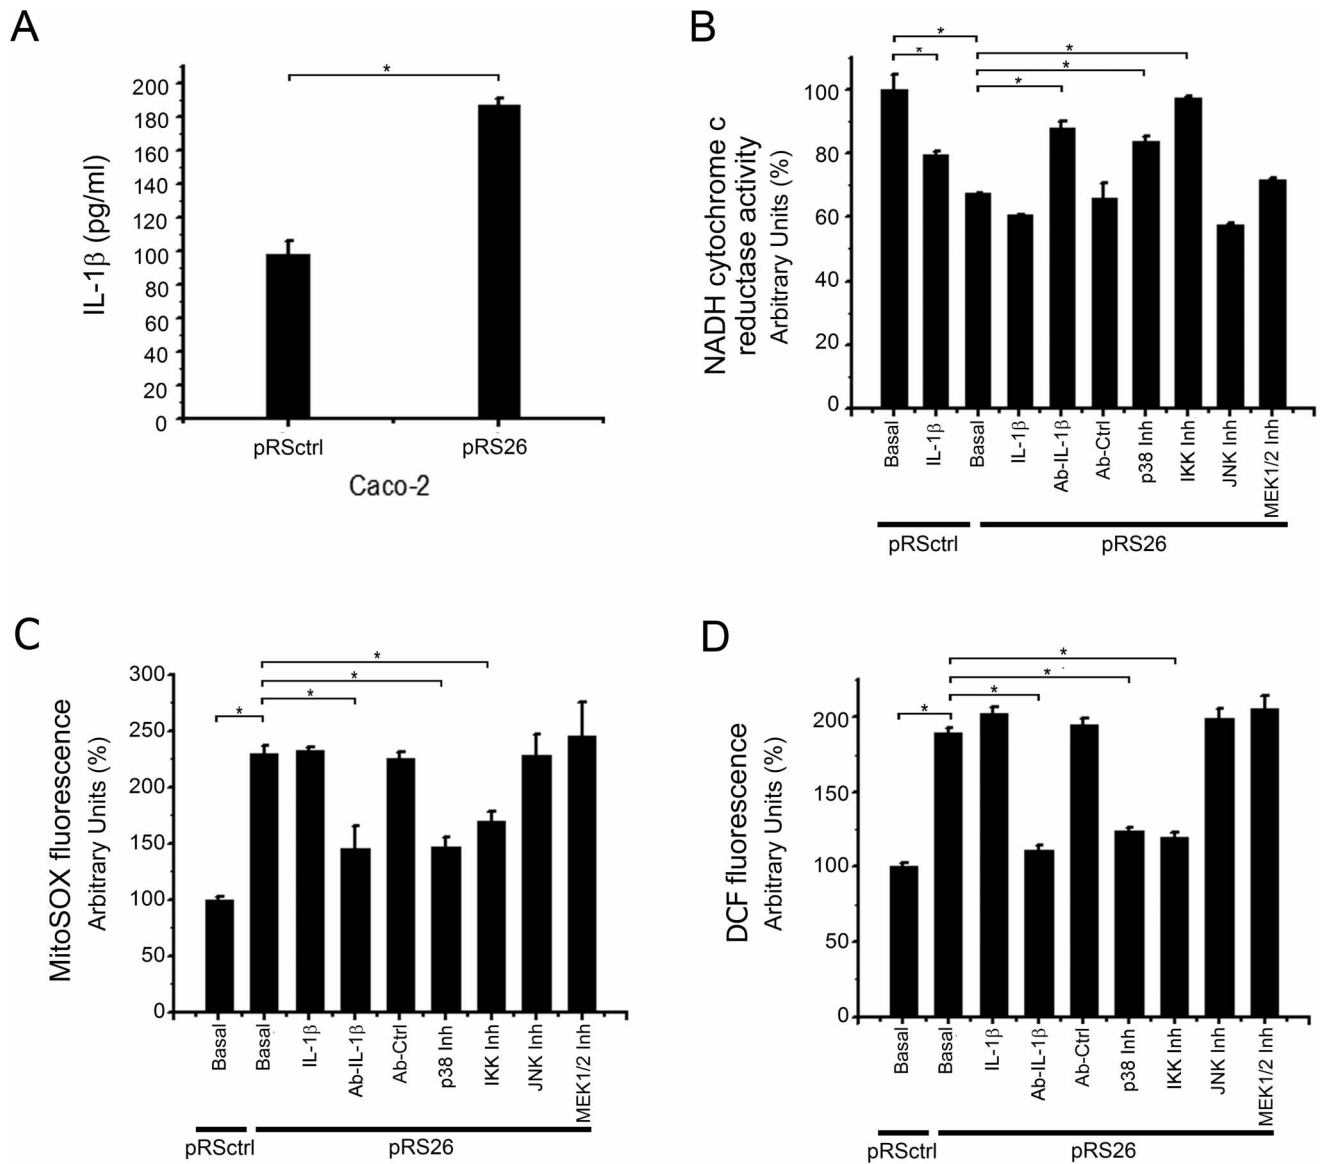 A
*
200
180
160
140
120
100
80
60
40
20
0
IL-1β (pg/ml)
pRSctrl
pRS26
Caco-2
B
*
*
*
*
*
100
80
60
40
20
0
NADH cytochrome c
reductase activity
Arbitrary Units (%)
Basal
IL-1β
Basal
IL-1β
Ab-IL-1β
Ab-Ctrl
p38 Inh
IKK Inh
JNK Inh
MEK1/2 Inh
pRSctrl
pRS26
C
*
*
*
*
300
250
200
150
100
50
0
MitoSOX fluorescence
Arbitrary Units (%)
Basal
Basal
IL-1β
Ab-IL-1β
Ab-Ctrl
p38 Inh
IKK Inh
JNK Inh
MEK1/2 Inh
pRSctrl
pRS26
D
*
*
*
*
200
150
100
50
0
DCF fluorescence
Arbitrary Units (%)
Basal
Basal
IL-1β
Ab-IL-1β
Ab-Ctrl
p38 Inh
IKK Inh
JNK Inh
MEK1/2 Inh
pRSctrl
pRS26